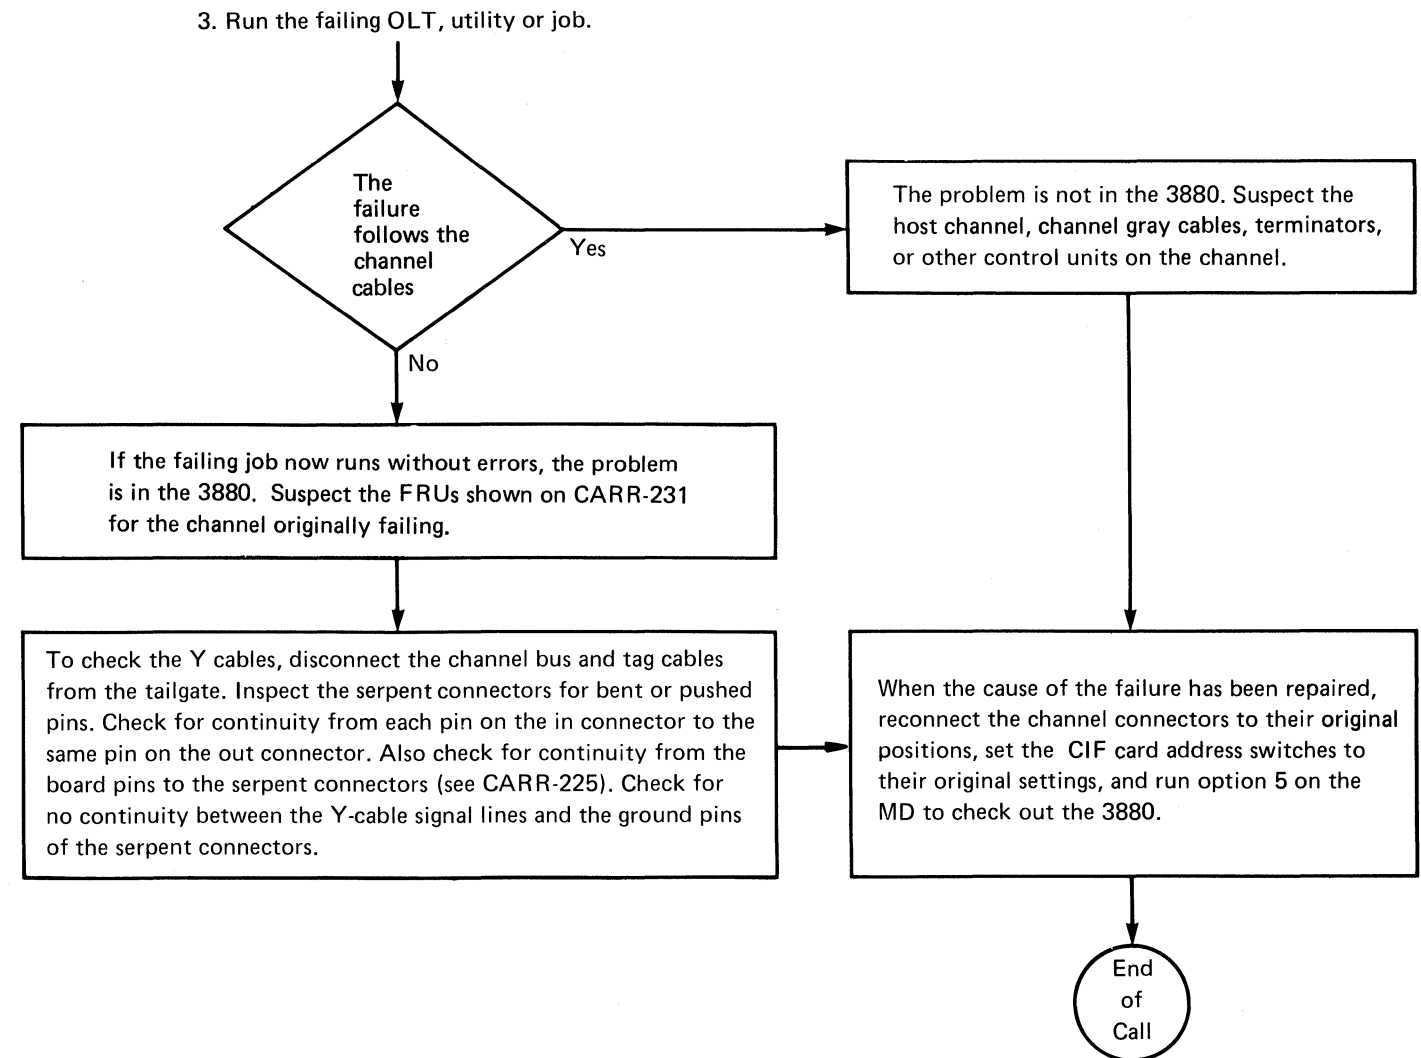 3. Run the failing OLT, utility or job.
The
failure
follows the
channel
cables
Yes
No
The problem is not in the 3880. Suspect the
host channel, channel gray cables, terminators,
or other control units on the channel.
If the failing job now runs without errors, the problem
is in the 3880. Suspect the FRUs shown on CARR-231
for the channel originally failing.
To check the Y cables, disconnect the channel bus and tag cables
from the tailgate. Inspect the serpent connectors for bent or pushed
pins. Check for continuity from each pin on the in connector to the
same pin on the out connector. Also check for continuity from the
board pins to the serpent connectors (see CARR-225). Check for
no continuity between the Y-cable signal lines and the ground pins
of the serpent connectors.
When the cause of the failure has been repaired,
reconnect the channel connectors to their original
positions, set the CIF card address switches to
their original settings, and run option 5 on the
MD to check out the 3880.
End
of
Call